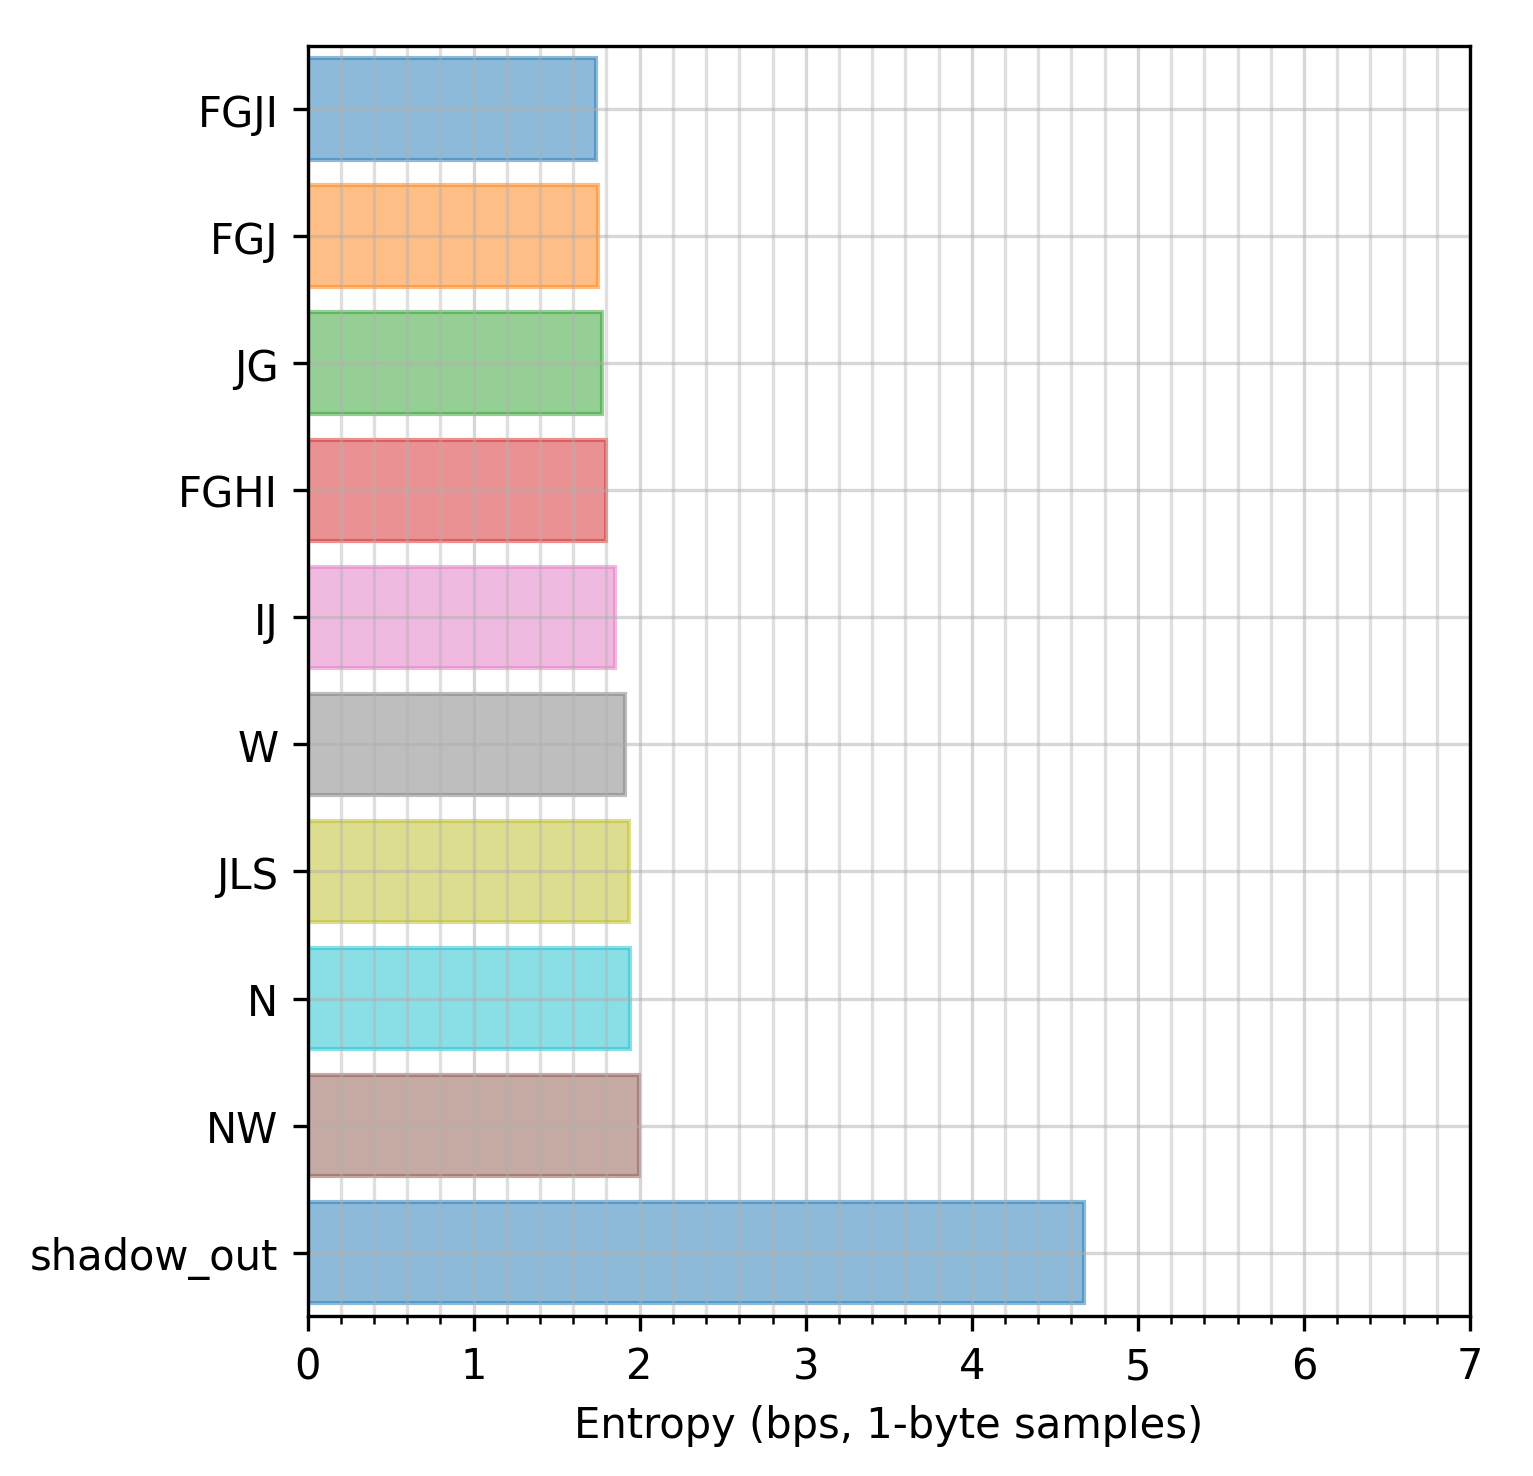 FGJI
FGJ
JG
FGHI
IJ
W
JLS
N
NW
shadow_out
0 1 2 3 4 5 6 7
Entropy (bps, 1-byte samples)